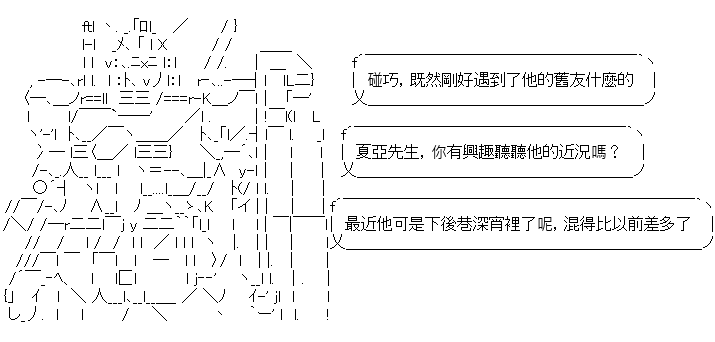 碰巧，既然剛好遇到了他的舊友什麼的
夏亞先生，你有興趣聽聽他的近況嗎？
最近他可是下後巷深宵裡了呢，混得比以前差多了